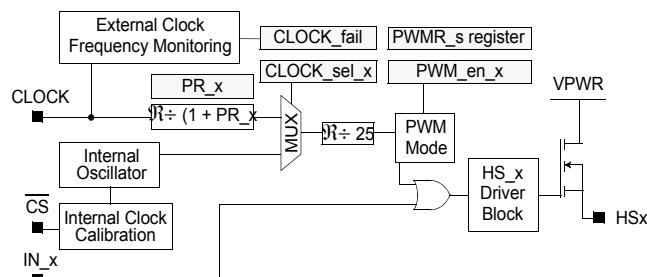 External Clock
Frequency Monitoring
CLOCK_fail
PWMR_s register
PR_x
CLOCK_sel_x
PWM_en_x
CLOCK
ℜ÷ (1 + PR_x
MUX
ℜ÷ 25
PWM
Mode
VPWR
Internal
Oscillator
HS_x
Driver
Block
HSx
CS
Internal Clock
Calibration
IN_x